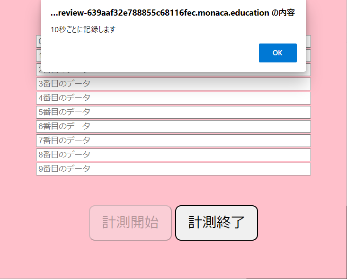 ...review-639aaf32e788855c68116fec.monaca.education の内容
10秒ごとに記録します
OK
3番目のデータ
4番目のデータ
5番目のデータ
6番目のデータ
7番目のデータ
8番目のデータ
9番目のデータ
計測開始
計測終了